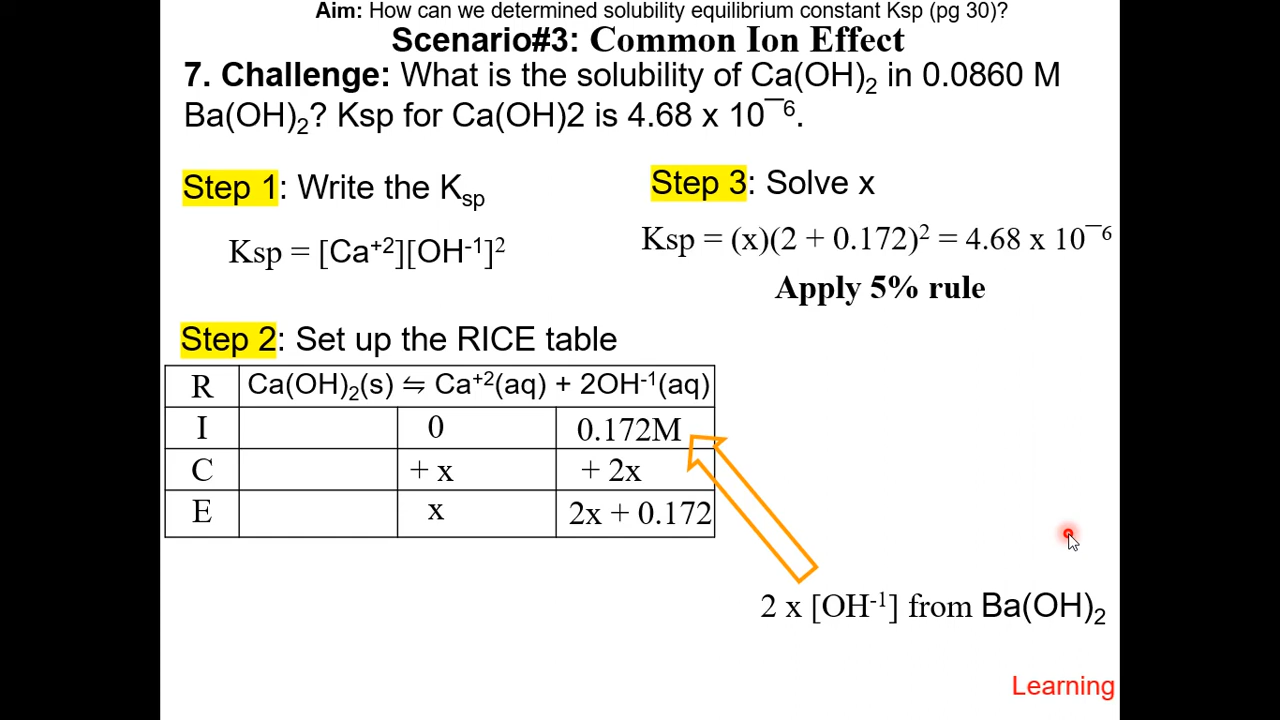 Aim: How can we determined solubility equilibrium constant Ksp (pg 30)?
Scenario#3: Common Ion Effect
7. Challenge: What is the solubility of Ca(OH)₂ in 0.0860 M
Ba(OH)₂? Ksp for Ca(OH)2 is 4.68 x 10¯⁶.
Step 1: Write the Kₛₚ
Ksp = [Ca⁺²][OH⁻¹]²
Step 2: Set up the RICE table
R Ca(OH)₂(s) ⇋ Ca⁺²(aq) + 2OH⁻¹(aq)
I 0 0.172M
C + x + 2x
E x 2x + 0.172
Step 3: Solve x
Ksp = (x)(2 + 0.172)² = 4.68 x 10¯⁶
Apply 5% rule
2 x [OH⁻¹] from Ba(OH)₂
Learning